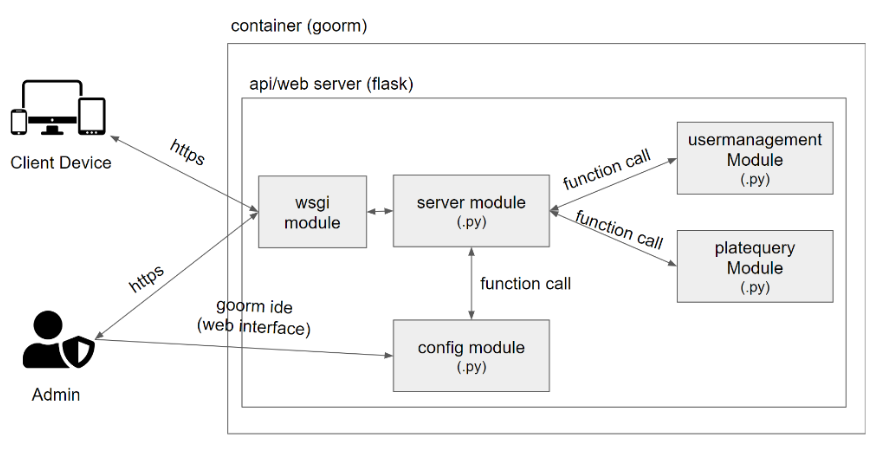 container (goorm)
api/web server (flask)
Client Device
https
wsgi
module
server module
(.py)
function call
usermanagement
Module
(.py)
function call
platequery
Module
(.py)
https
function call
goorm ide
(web interface)
config module
(.py)
Admin